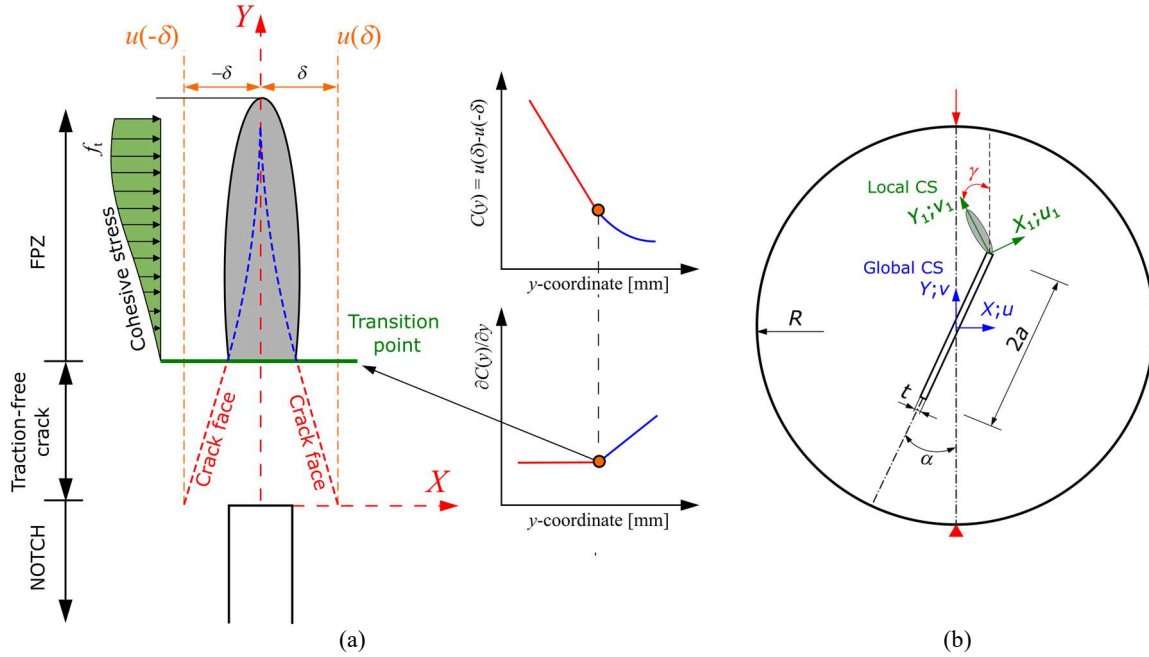 Y
u(-δ)
u(δ)
–δ
δ
f_t
Cohesive stress
FPZ
Transition
point
Traction-free
crack
Crack face
Crack face
X
NOTCH
(a)
C(y) = u(δ)-u(-δ)
y-coordinate [mm]
∂C(y)/∂y
y-coordinate [mm]
γ
Local CS
Y₁;v₁
X₁;u₁
Global CS
Y;v
X;u
R
2a
t
α
(b)